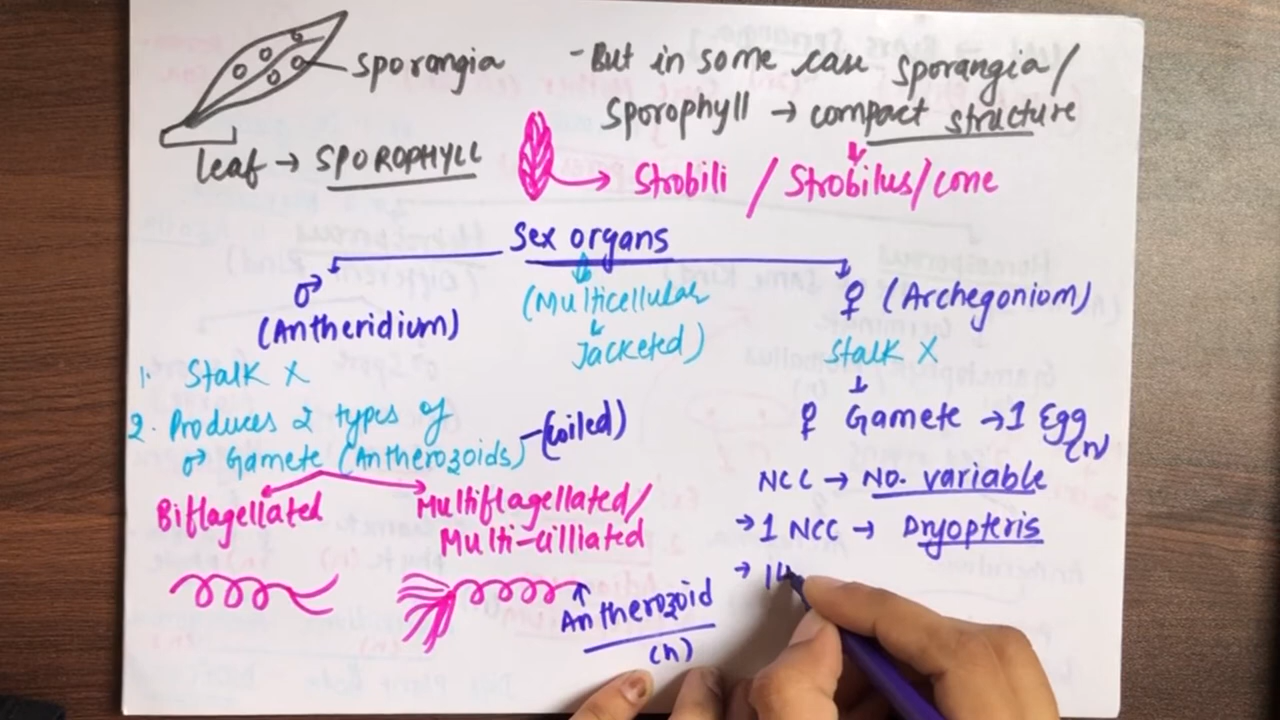 sporangia
- But in some case sporangia/
sporophyll → compact structure
leaf → SPOROPHYLL
→ Strobili / Strobilus/cone
Sex organs
♂
(Antheridium)
(Multicellular
Jacketed)
♀ (Archegonium)
1. Stalk X
Stalk X
2. Produces 2 types of
♂ Gamete (Antherozoids) - (coiled)
♀ Gamete → 1 Egg
(n)
Biflagellated
Multiflagellated/
Multi-cilliated
NCC → No. variable
→ 1 NCC → Dryopteris
→ 14
Antherozoid
(n)